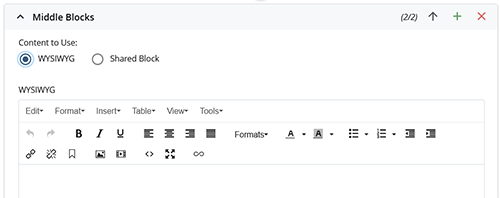 Middle Blocks (2/2)
Content to Use:
WYSIWYG Shared Block
WYSIWYG
Edit Format Insert Table View Tools
B I U Formats A A